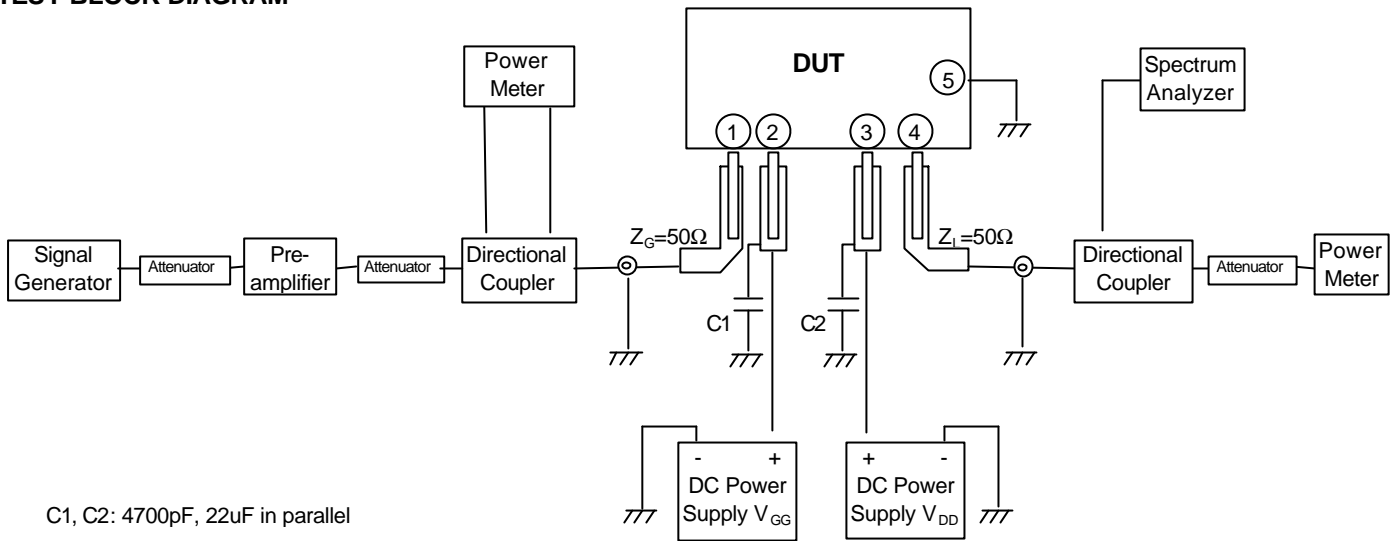 TEST BLOCK DIAGRAM
Power
Meter
DUT
5
Spectrum
Analyzer
1
2
3
4
Z_G=50Ω
Z_L=50Ω
Signal
Generator
Attenuator
Pre-
amplifier
Attenuator
Directional
Coupler
Directional
Coupler
Attenuator
Power
Meter
C1
C2
- +
DC Power
Supply V_GG
+ -
DC Power
Supply V_DD
C1, C2: 4700pF, 22uF in parallel